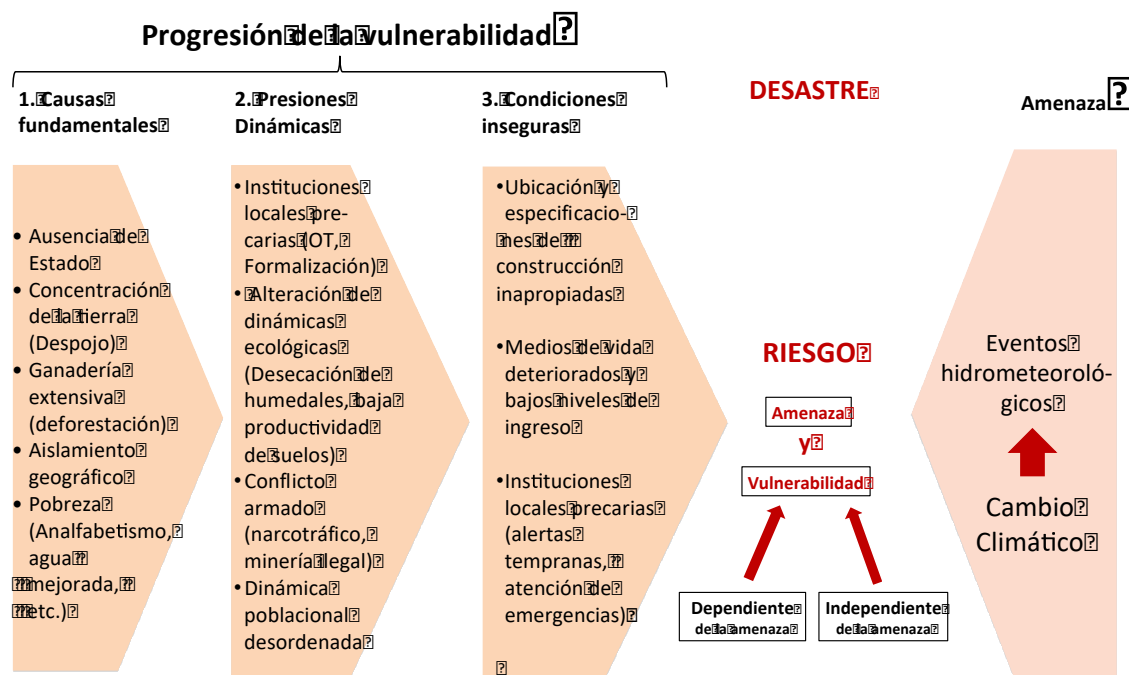 Progresión de la vulnerabilidad
1. Causas
fundamentales
2. Presiones
Dinámicas
3. Condiciones
inseguras
DESASTRE
Amenaza
• Ausencia de
Estado
• Concentración
de la tierra
(Despojo)
• Ganadería
extensiva
(deforestación)
• Aislamiento
geográfico
• Pobreza
(Analfabetismo,
agua
mejorada,
etc.)
• Instituciones
locales pre-
carias (OT,
Formalización)
• Alteración de
dinámicas
ecológicas
(Desecación de
humedales, baja
productividad
de suelos)
• Conflicto
armado
(narcotráfico,
minería ilegal)
• Dinámica
poblacional
desordenada
• Ubicación y
especificacio-
nes de
construcción
inapropiadas
• Medios de vida
deteriorados y
bajos niveles de
ingreso
• Instituciones
locales precarias
(alertas
tempranas,
atención de
emergencias)
RIESGO
Amenaza
y
Vulnerabilidad
Dependiente
de la amenaza
Independiente
de la amenaza
Eventos
hidrometeoroló-
gicos
Cambio
Climático